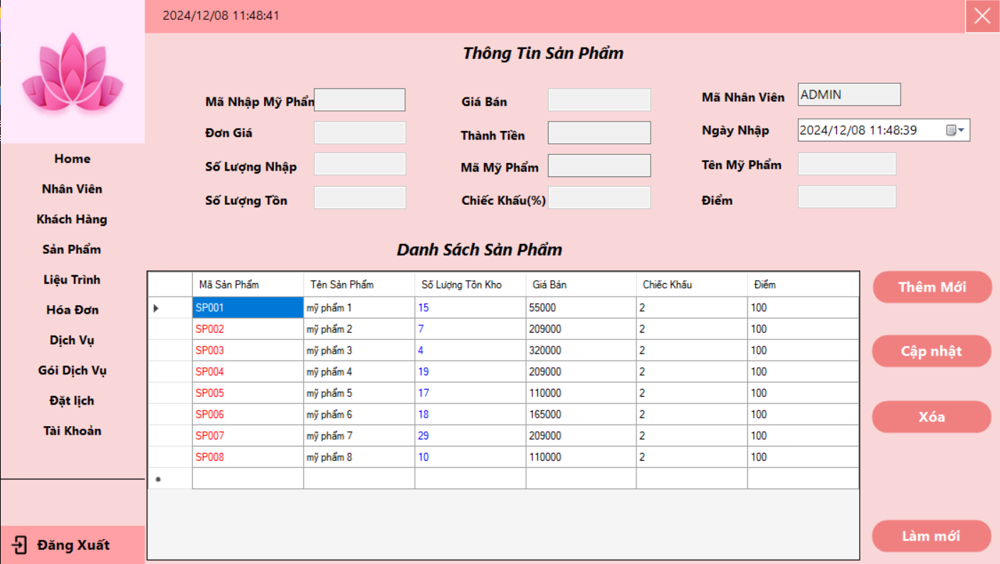 2024/12/08 11:48:41
Thông Tin Sản Phẩm
Mã Nhập Mỹ Phẩn
Giá Bán
Mã Nhân Viên ADMIN
Đơn Giá
Thành Tiền
Ngày Nhập 2024/12/08 11:48:39
Số Lượng Nhập
Mã Mỹ Phẩm
Tên Mỹ Phẩm
Số Lượng Tồn
Chiếc Khấu(%)
Điểm
Home
Nhân Viên
Khách Hàng
Sản Phẩm
Liệu Trình
Hóa Đơn
Dịch Vụ
Gói Dịch Vụ
Đặt lịch
Tài Khoản
Đăng Xuất
Danh Sách Sản Phẩm
Mã Sản Phẩm Tên Sản Phẩm Số Lượng Tồn Kho Giá Bán Chiếc Khấu Điểm
SP001 mỹ phẩm 1 15 55000 2 100
SP002 mỹ phẩm 2 7 209000 2 100
SP003 mỹ phẩm 3 4 320000 2 100
SP004 mỹ phẩm 4 19 209000 2 100
SP005 mỹ phẩm 5 17 110000 2 100
SP006 mỹ phẩm 6 18 165000 2 100
SP007 mỹ phẩm 7 29 209000 2 100
SP008 mỹ phẩm 8 10 110000 2 100
Thêm Mới
Cập nhật
Xóa
Làm mới